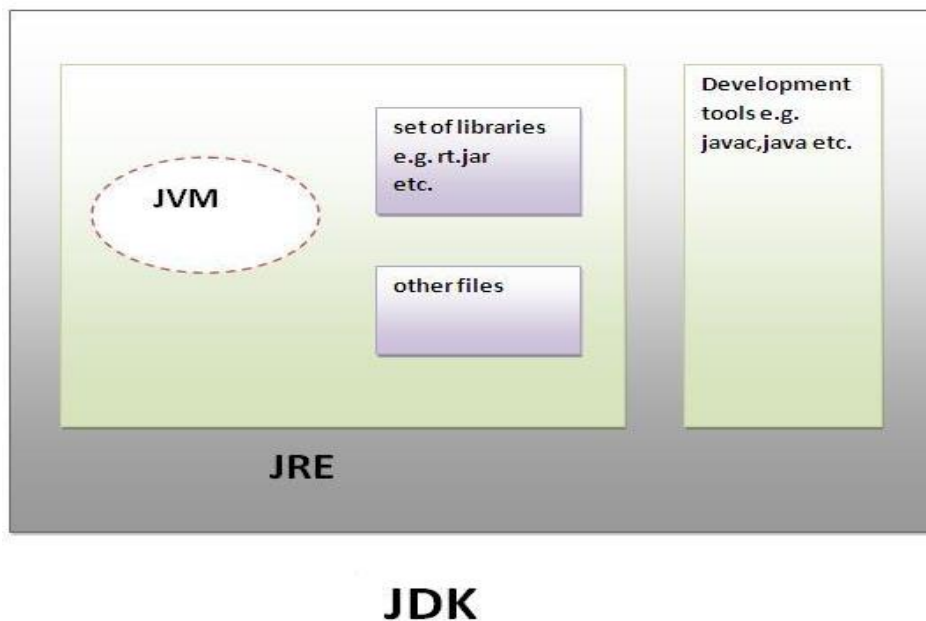 JVM
set of libraries
e.g. rt.jar
etc.
other files
Development
tools e.g.
javac,java etc.
JRE
JDK